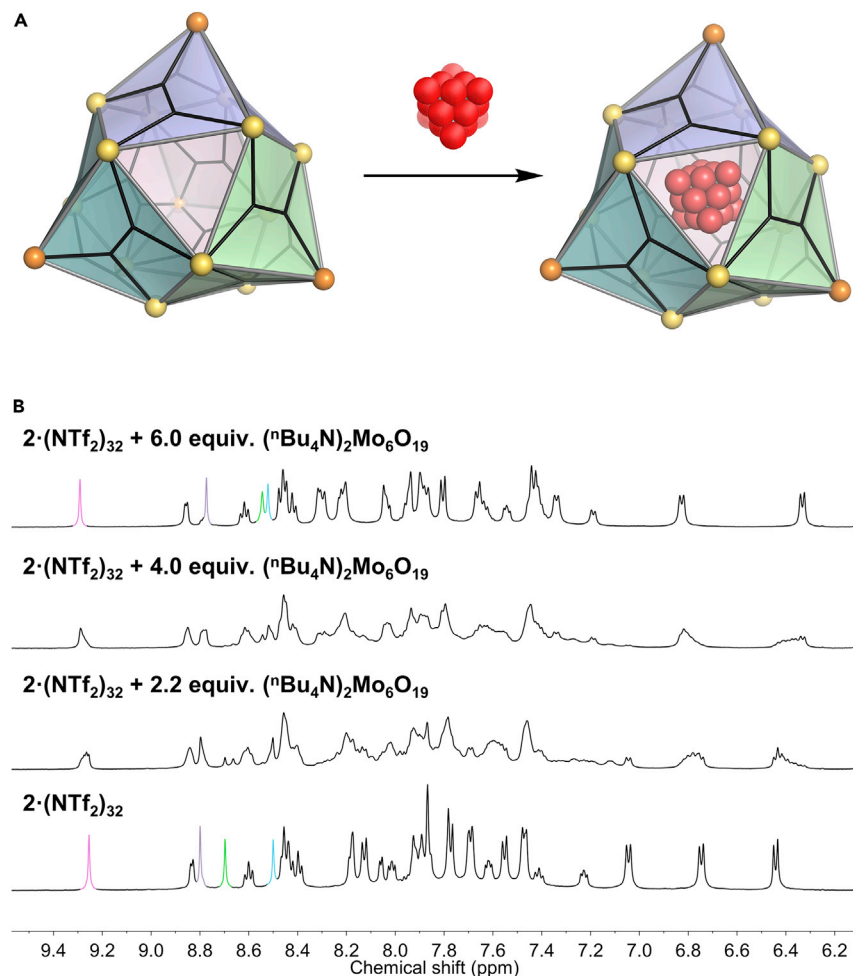 A
B
2·(NTf₂)₃₂ + 6.0 equiv. (ⁿBu₄N)₂Mo₆O₁₉
2·(NTf₂)₃₂ + 4.0 equiv. (ⁿBu₄N)₂Mo₆O₁₉
2·(NTf₂)₃₂ + 2.2 equiv. (ⁿBu₄N)₂Mo₆O₁₉
2·(NTf₂)₃₂
9.4 9.2 9.0 8.8 8.6 8.4 8.2 8.0 7.8 7.6 7.4 7.2 7.0 6.8 6.6 6.4 6.2
Chemical shift (ppm)